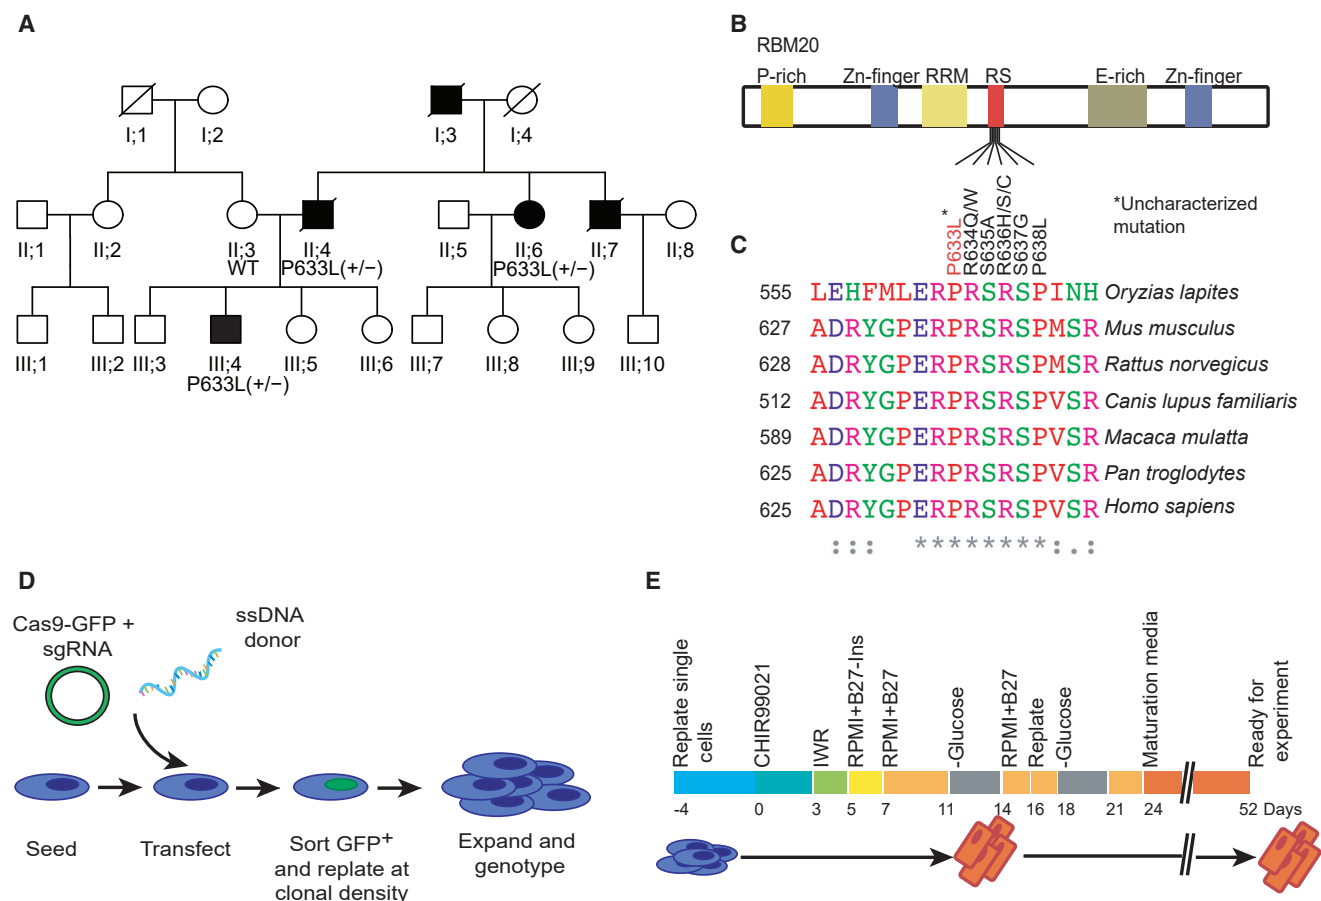 A
I;1
I;2
I;3
I;4
II;1
II;2
II;3
II;4
II;5
II;6
II;7
II;8
WT
P633L(+/−)
P633L(+/−)
III;1
III;2
III;3
III;4
III;5
III;6
III;7
III;8
III;9
III;10
P633L(+/−)
B
RBM20
P-rich
Zn-finger
RRM
RS
E-rich
Zn-finger
*
P633L
R634Q/W
S635A
R636H/S/C
S637G
P638L
*Uncharacterized
mutation
C
555 LEHFMLERPRSRSPINH Oryzias lapites
627 ADRYGPERPRSRSPMSR Mus musculus
628 ADRYGPERPRSRSPMSR Rattus norvegicus
512 ADRYGPERPRSRSPVSR Canis lupus familiaris
589 ADRYGPERPRSRSPVSR Macaca mulatta
625 ADRYGPERPRSRSPVSR Pan troglodytes
625 ADRYGPERPRSRSPVSR Homo sapiens
::: ********:.:
D
Cas9-GFP +
sgRNA
ssDNA
donor
Seed
Transfect
Sort GFP+
and replate at
clonal density
Expand and
genotype
E
Replate single
cells
CHIR99021
IWR
RPMI+B27-Ins
RPMI+B27
-Glucose
RPMI+B27
Replate
-Glucose
Maturation media
Ready for
experiment
-4 0 3 5 7 11 14 16 18 21 24 52 Days